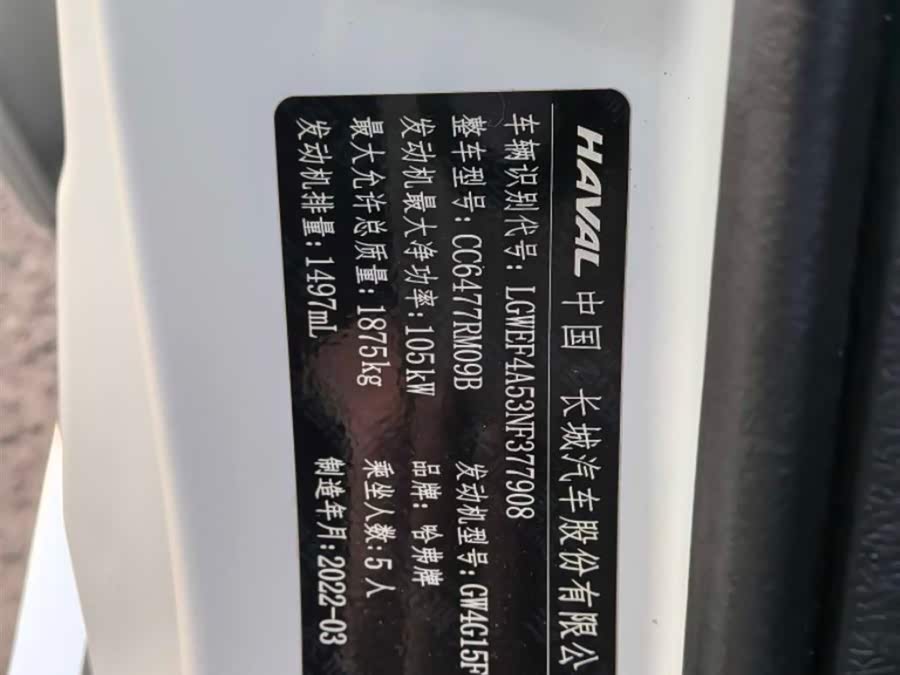 HAVAL 中国 长城汽车股份有限公
车辆识别代号：LGWEF4A53NF377908
整车型号：CC6477RM09B 发动机型号：GW4G15F
发动机最大净功率：105kW 品牌：哈弗牌
最大允许总质量：1875kg 乘坐人数：5人
发动机排量：1497mL 制造年月：2022-03